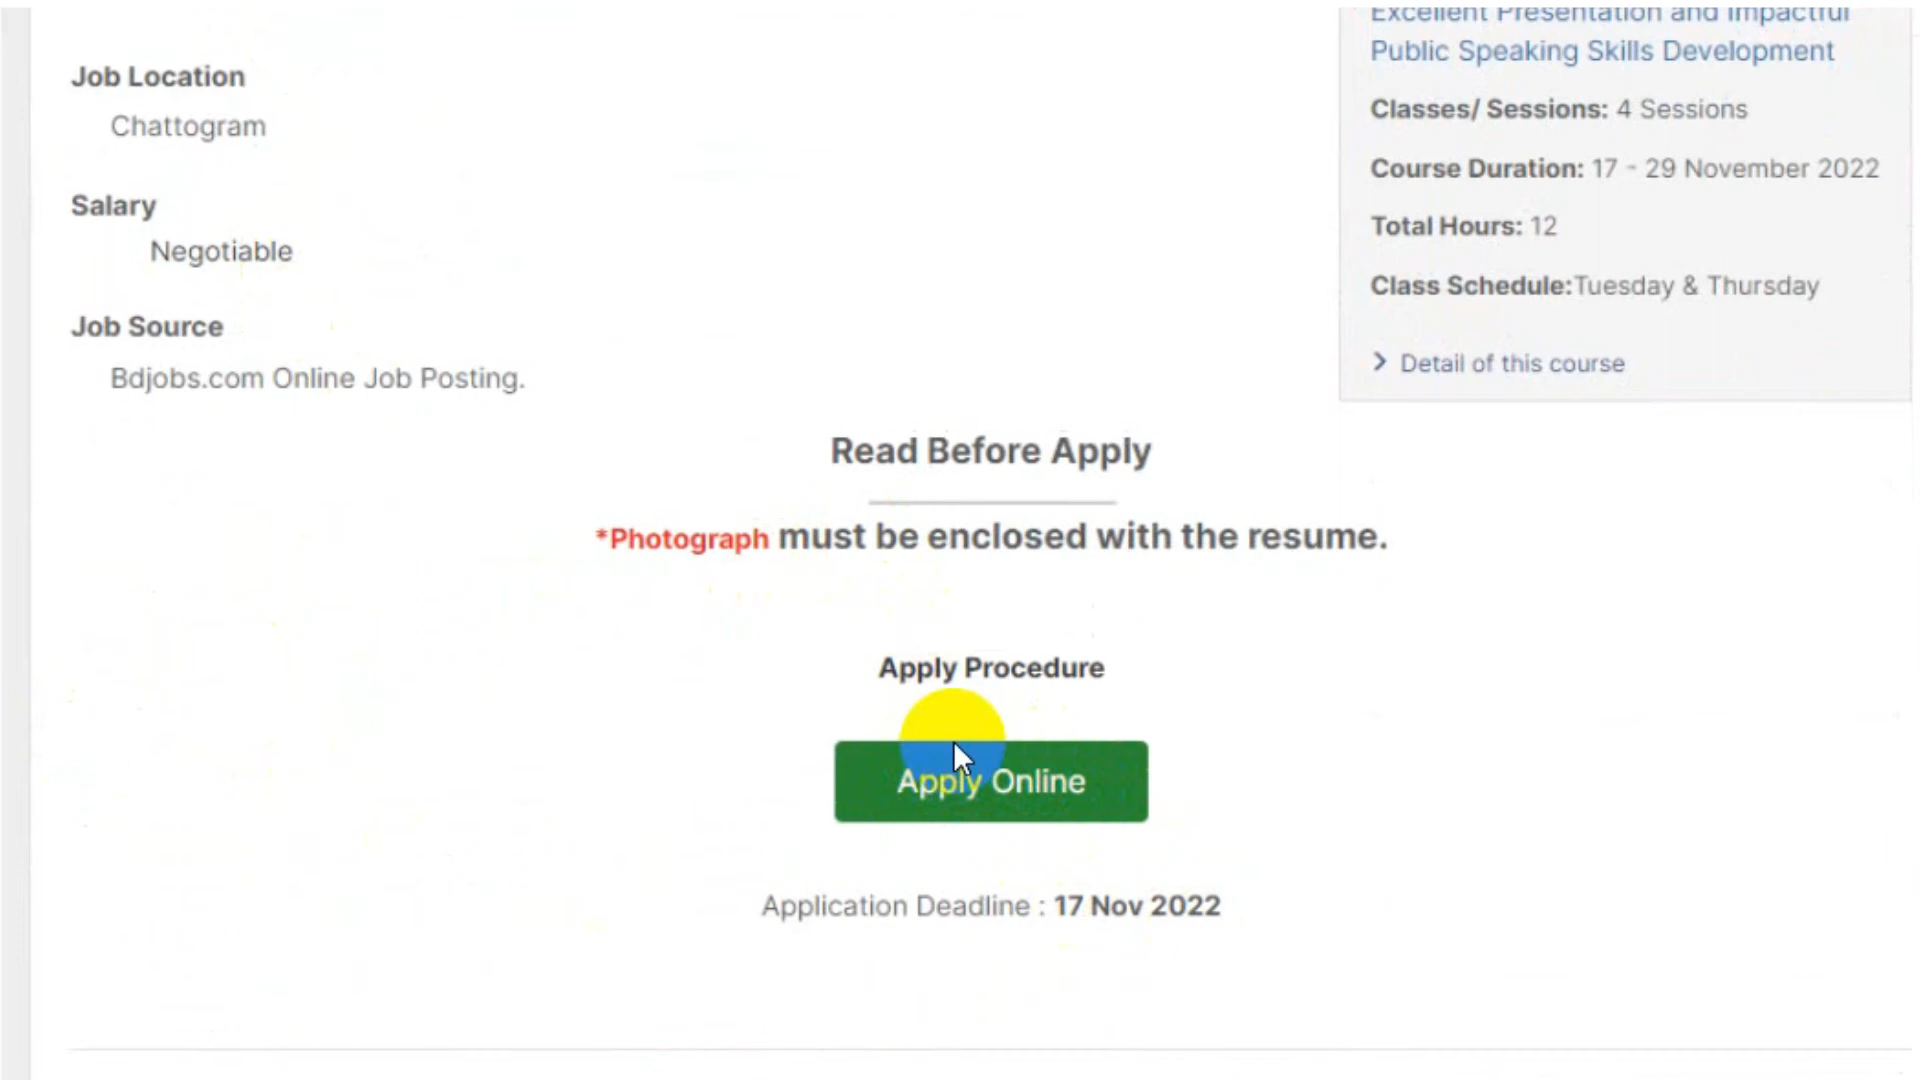 Job Location
Chattogram
Salary
Negotiable
Job Source
Bdjobs.com Online Job Posting.
Excellent Presentation and Impactful
Public Speaking Skills Development
Classes/ Sessions: 4 Sessions
Course Duration: 17 - 29 November 2022
Total Hours: 12
Class Schedule:Tuesday & Thursday
Detail of this course
Read Before Apply
*Photograph must be enclosed with the resume.
Apply Procedure
Apply Online
Application Deadline : 17 Nov 2022